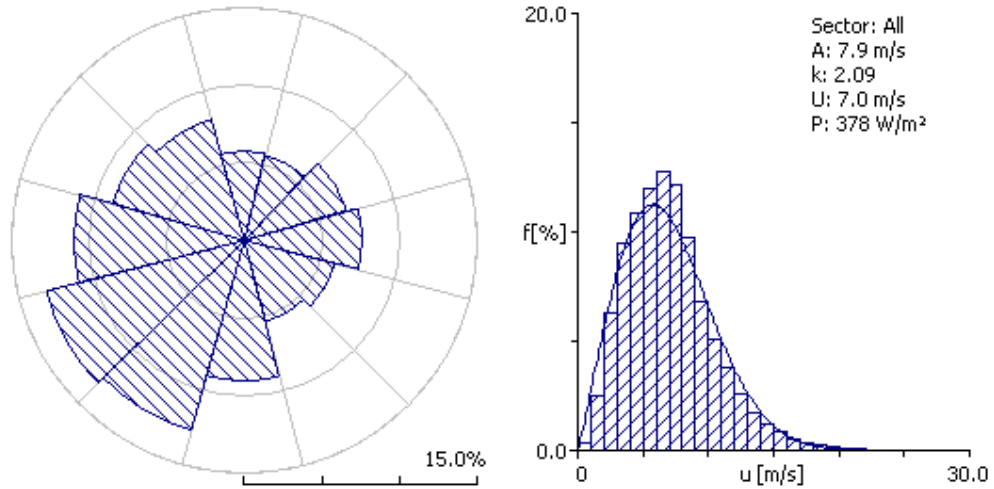 15.0%
20.0
f[%]
0.0
0
u [m/s]
30.0
Sector: All
A: 7.9 m/s
k: 2.09
U: 7.0 m/s
P: 378 W/m²